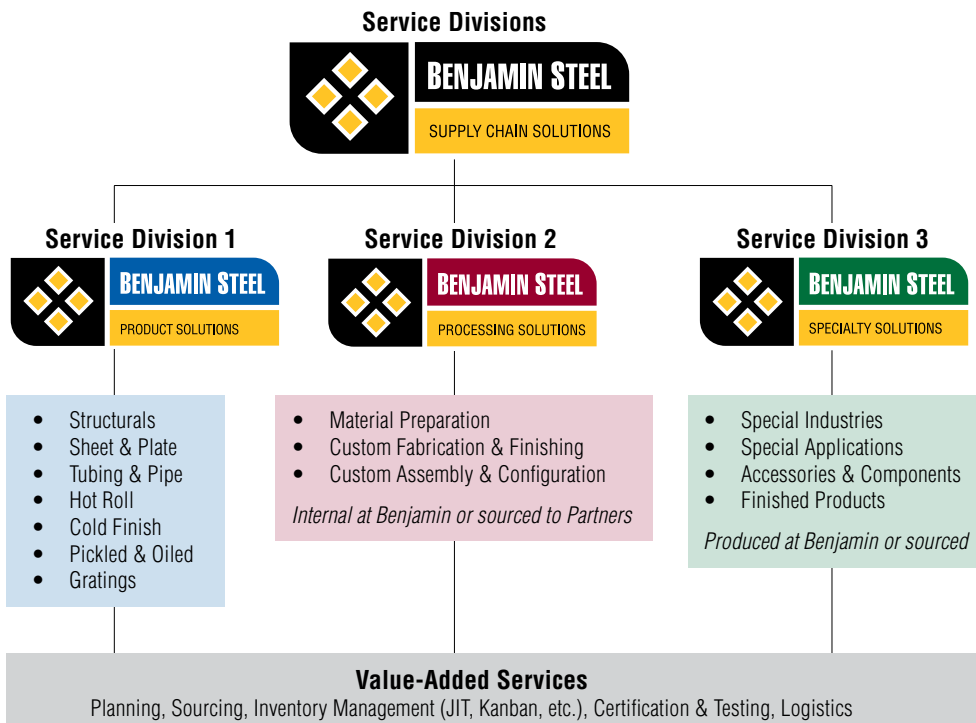 Service Divisions
BENJAMIN STEEL
SUPPLY CHAIN SOLUTIONS
Service Division 1
BENJAMIN STEEL
PRODUCT SOLUTIONS
• Structurals
• Sheet & Plate
• Tubing & Pipe
• Hot Roll
• Cold Finish
• Pickled & Oiled
• Gratings
Service Division 2
BENJAMIN STEEL
PROCESSING SOLUTIONS
• Material Preparation
• Custom Fabrication & Finishing
• Custom Assembly & Configuration
Internal at Benjamin or sourced to Partners
Service Division 3
BENJAMIN STEEL
SPECIALTY SOLUTIONS
• Special Industries
• Special Applications
• Accessories & Components
• Finished Products
Produced at Benjamin or sourced
Value-Added Services
Planning, Sourcing, Inventory Management (JIT, Kanban, etc.), Certification & Testing, Logistics